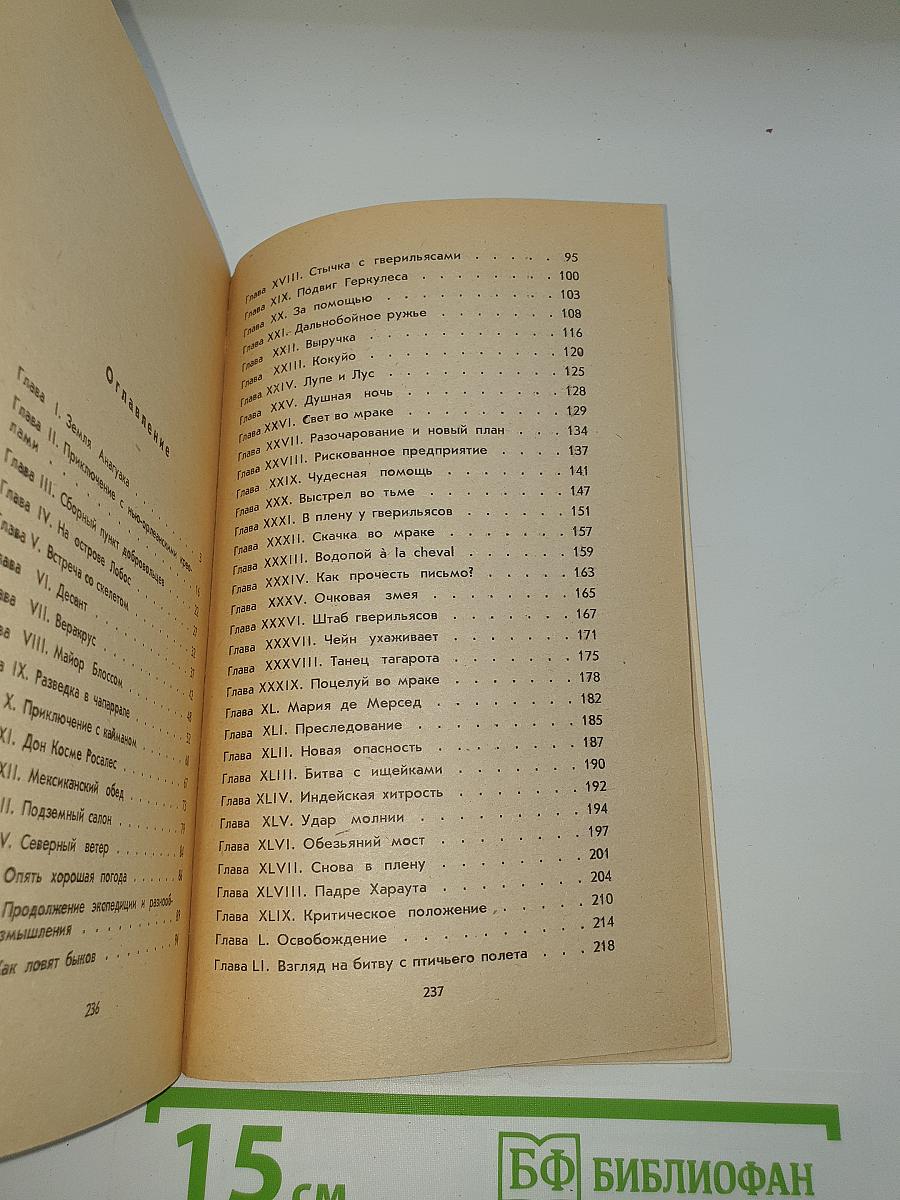 Оглавление
Глава I. Земля Анагуака . . . . . 3
Глава II. Приключение с нью-орлеанскими крео-
лами . . . . . 16
Глава III. Сборный пункт добровольцев
Глава IV. На острове Лобос
Глава V. Встреча со скелетом
VI. Десант
VII. Веракрус
VIII. Майор Блоссом
IX. Разведка в чапаррале
X. Приключение с кайманом
XI. Дон Косме Росалес
XII. Мексиканский обед
II. Подземный салон
V. Северный ветер
Опять хорошая погода
Продолжение экспедиции и разнооб-
змышления
Как ловят быков
236
Глава XVIII. Стычка с гверильясами . . . . . 95
Глава XIX. Подвиг Геркулеса . . . . . . . 100
Глава XX. За помощью . . . . . . . . . 103
Глава XXI. Дальнобойное ружье . . . . . . 108
Глава XXII. Выручка . . . . . . . . . . 116
Глава XXIII. Кокуйо . . . . . . . . . . 120
Глава XXIV. Лупе и Лус . . . . . . . . . 125
Глава XXV. Душная ночь . . . . . . . . 128
Глава XXVI. Свет во мраке . . . . . . . . 129
Глава XXVII. Разочарование и новый план . . . 134
Глава XXVIII. Рискованное предприятие . . . . 137
Глава XXIX. Чудесная помощь . . . . . . 141
Глава XXX. Выстрел во тьме . . . . . . . 147
Глава XXXI. В плену у гверильясов . . . . . 151
Глава XXXII. Скачка во мраке . . . . . . 157
Глава XXXIII. Водопой à la cheval . . . . . 159
Глава XXXIV. Как прочесть письмо? . . . . . 163
Глава XXXV. Очковая змея . . . . . . . 165
Глава XXXVI. Штаб гверильясов . . . . . . 167
Глава XXXVII. Чейн ухаживает . . . . . . 171
Глава XXXVIII. Танец тагарота . . . . . . 175
Глава XXXIX. Поцелуй во мраке . . . . . . 178
Глава XL. Мария де Мерсед . . . . . . . 182
Глава XLI. Преследование . . . . . . . . 185
Глава XLII. Новая опасность . . . . . . . 187
Глава XLIII. Битва с ищейками . . . . . . 190
Глава XLIV. Индейская хитрость . . . . . . 192
Глава XLV. Удар молнии . . . . . . . . 194
Глава XLVI. Обезьяний мост . . . . . . . 197
Глава XLVII. Снова в плену . . . . . . . 201
Глава XLVIII. Падре Хараута . . . . . . . 204
Глава XLIX. Критическое положение . . . . . 210
Глава L. Освобождение . . . . . . . . 214
Глава LI. Взгляд на битву с птичьего полета . . . 218
237
15 см
БФ БИБЛИОФАН